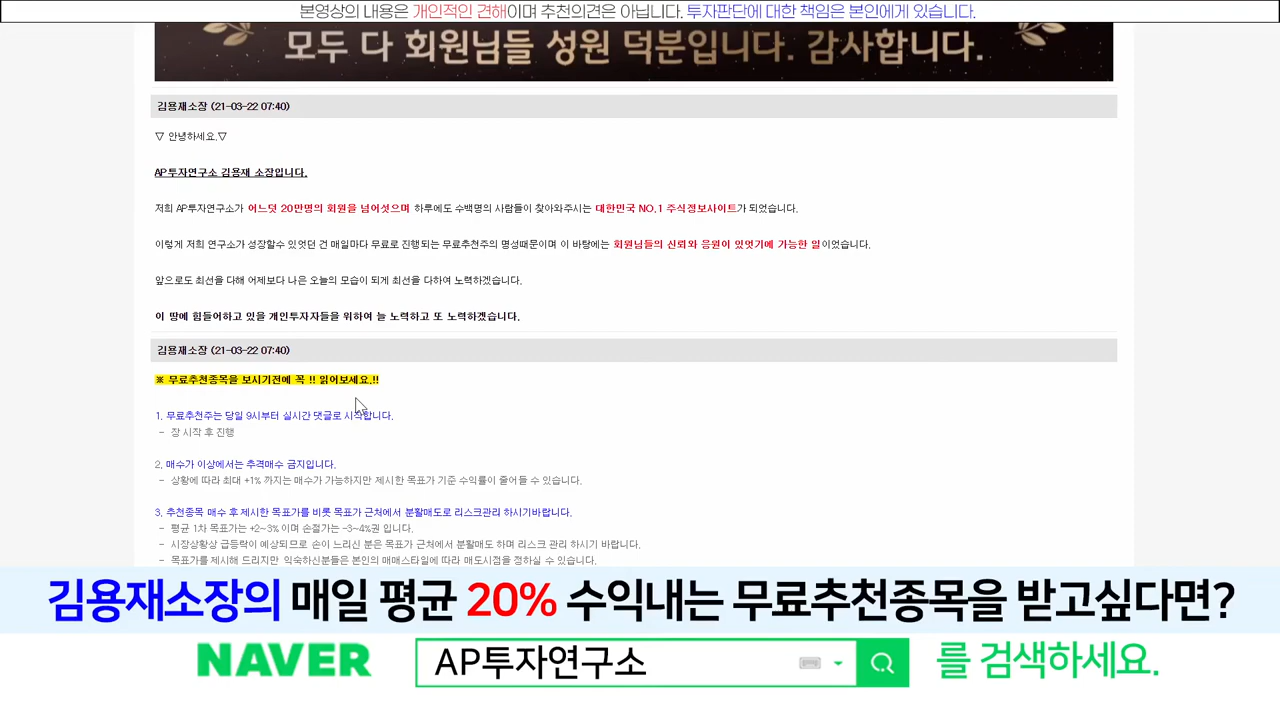 본영상의 내용은 개인적인 견해이며 추천의견은 아닙니다. 투자판단에 대한 책임은 본인에게 있습니다.
모두 다 회원님들 성원 덕분입니다. 감사합니다.
김용재소장 (21-03-22 07:40)
▽ 안녕하세요.▽
AP투자연구소 김용재 소장입니다.
저희 AP투자연구소가 어느덧 20만명의 회원을 넘어섯으며 하루에도 수백명의 사람들이 찾아와주시는 대한민국 NO.1 주식정보사이트가 되었습니다.
이렇게 저희 연구소가 성장할수 있엇던 건 매일마다 무료로 진행되는 무료추천주의 명성때문이며 이 바탕에는 회원님들의 신뢰와 응원이 있엇기에 가능한 일이었습니다.
앞으로도 최선을 다해 어제보다 나은 오늘의 모습이 되게 최선을 다하여 노력하겠습니다.
이 땅에 힘들어하고 있을 개인투자자들을 위하여 늘 노력하고 또 노력하겠습니다.
김용재소장 (21-03-22 07:40)
※ 무료추천종목을 보시기전에 꼭 !! 읽어보세요.!!
1. 무료추천주는 당일 9시부터 실시간 댓글로 시작합니다.
- 장 시작 후 진행
2. 매수가 이상에서는 추격매수 금지입니다.
- 상황에 따라 최대 +1% 까지는 매수가 가능하지만 제시한 목표가 기준 수익률이 줄어들 수 있습니다.
3. 추천종목 매수 후 제시한 목표가를 비롯 목표가 근처에서 분활매도로 리스크관리 하시기바랍니다.
- 평균 1차 목표가는 +2~3% 이며 손절가는 -3~4%권 입니다.
- 시장상황상 급등락이 예상되므로 손이 느리신 분은 목표가 근처에서 분활매도 하며 리스크 관리 하시기 바랍니다.
- 목표가를 제시해 드리지만 익숙하신분들은 본인의 매매스타일에 따라 매도시점을 정하실 수 있습니다.
김용재소장의 매일 평균 20% 수익내는 무료추천종목을 받고싶다면?
NAVER AP투자연구소 를 검색하세요.